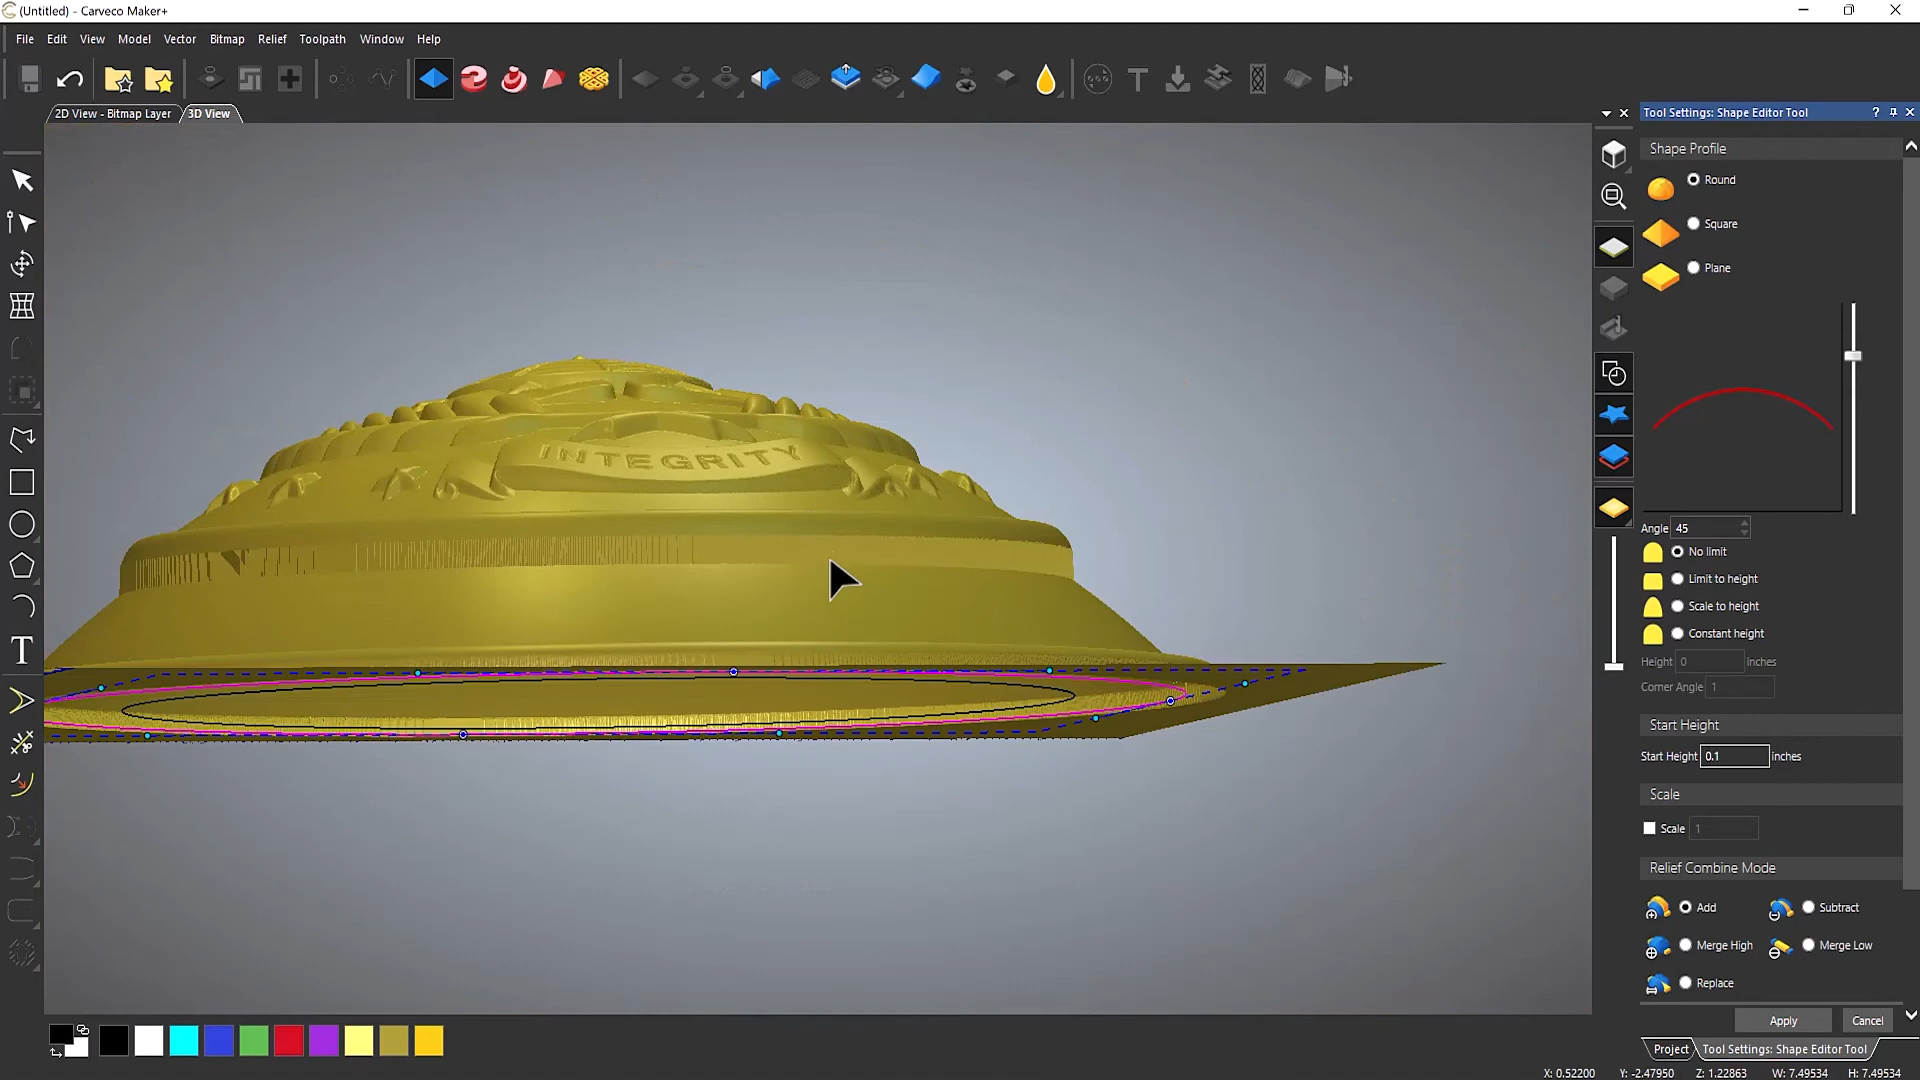 (Untitled) - Carveco Maker+
File Edit View Model Vector Bitmap Relief Toolpath Window Help
2D View - Bitmap Layer 3D View
Tool Settings: Shape Editor Tool
Shape Profile
Round
Square
Plane
Angle 45
No limit
Limit to height
Scale to height
Constant height
Height 0 inches
Corner Angle 1
Start Height
Start Height 0.1 inches
Scale
Scale 1
Relief Combine Mode
Add Subtract
Merge High Merge Low
Replace
Apply Cancel
Project Tool Settings: Shape Editor Tool
X: 0.52200 Y: -2.47950 Z: 1.22863 W: 7.49534 H: 7.49534
INTEGRITY